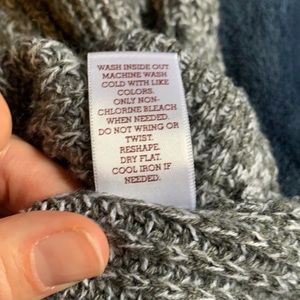 WASH INSIDE OUT.
MACHINE WASH
COLD WITH LIKE
COLORS.
ONLY NON-
CHLORINE BLEACH
WHEN NEEDED.
DO NOT WRING OR
TWIST.
RESHAPE.
DRY FLAT.
COOL IRON IF
NEEDED.